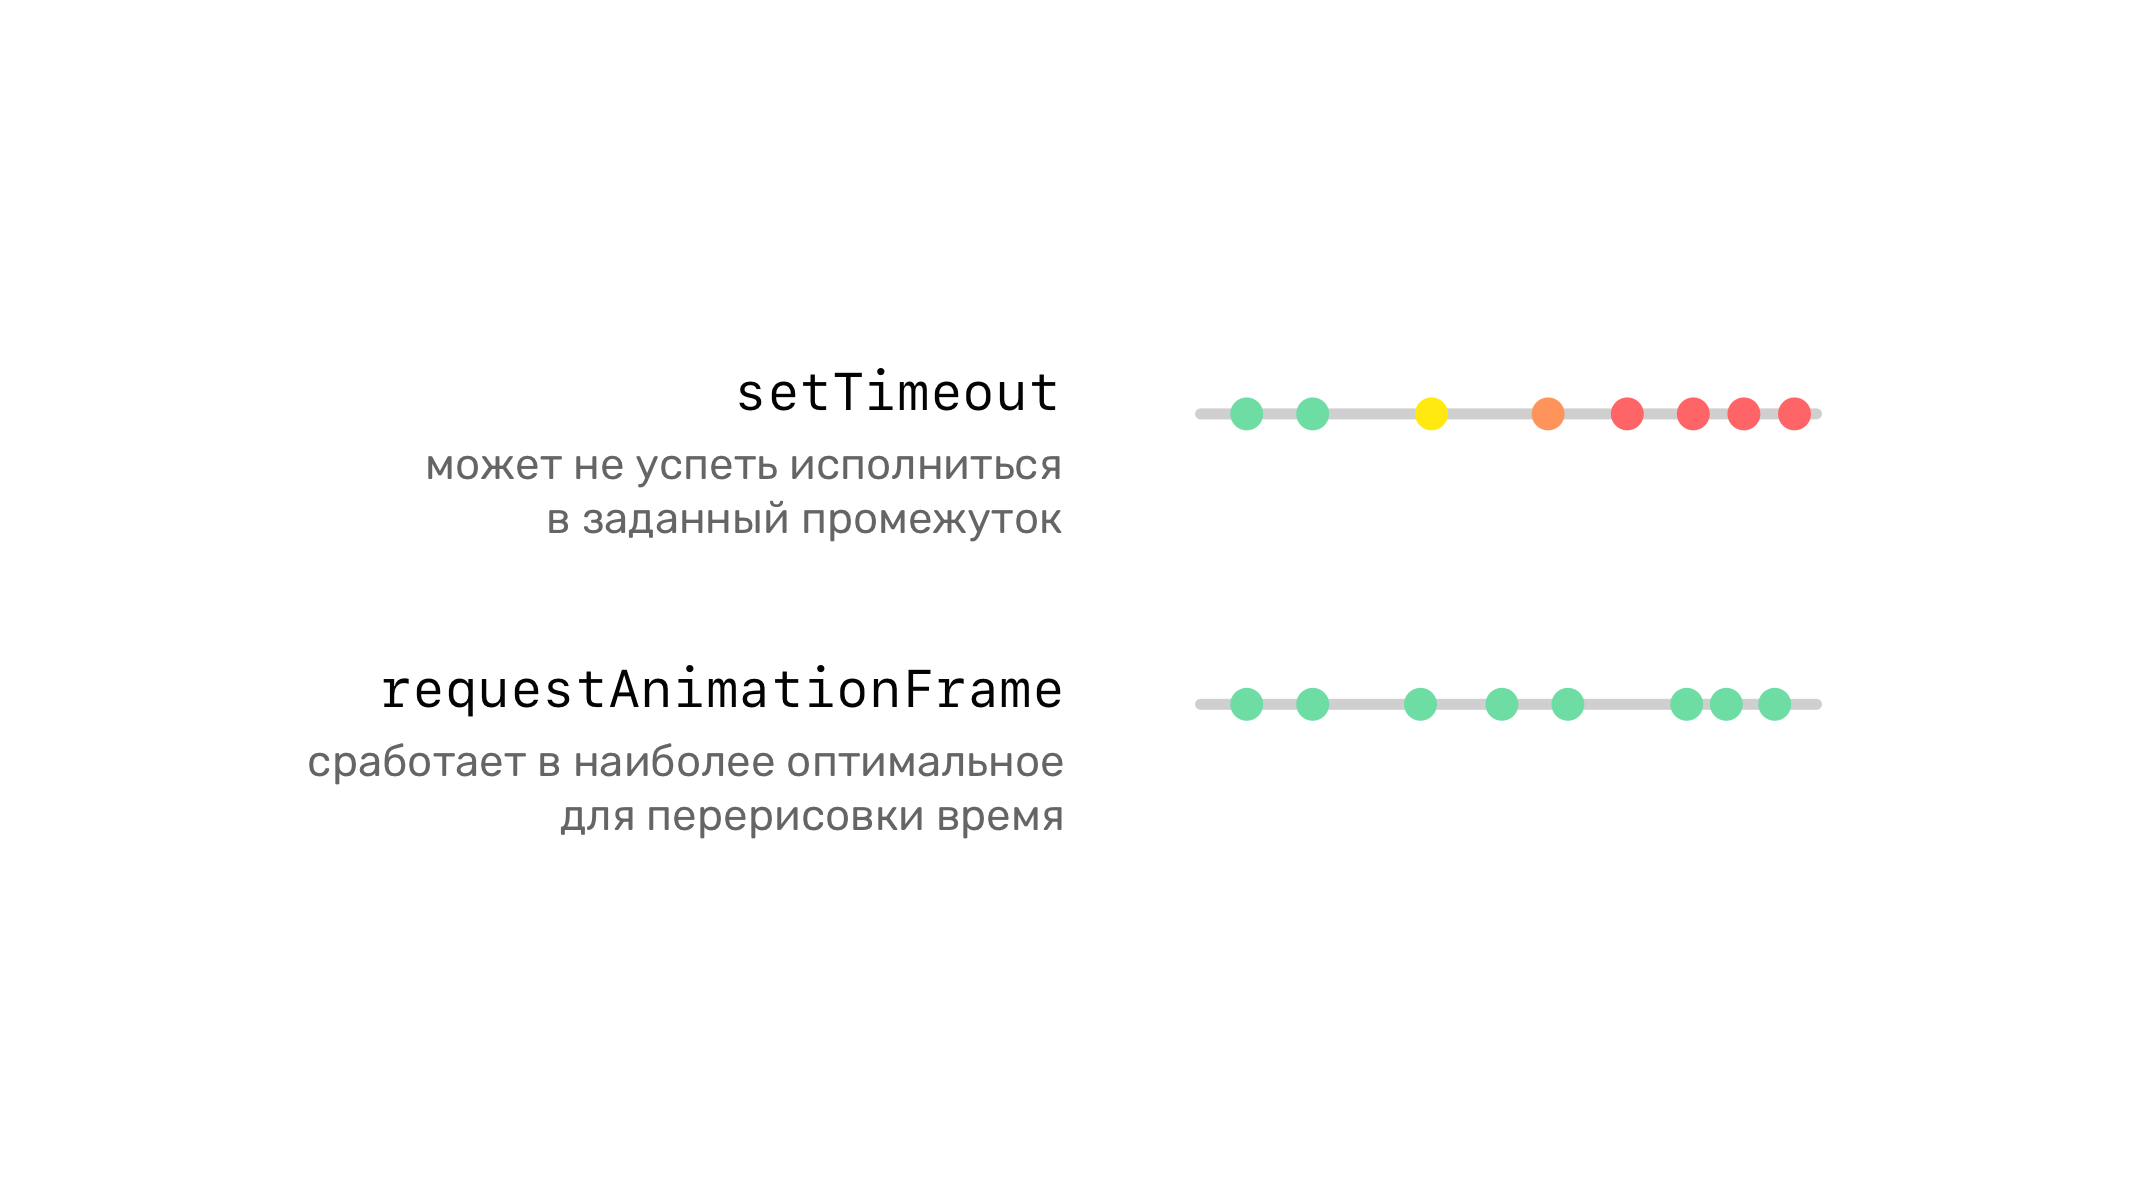 setTimeout
может не успеть исполниться
в заданный промежуток
requestAnimationFrame
сработает в наиболее оптимальное
для перерисовки время